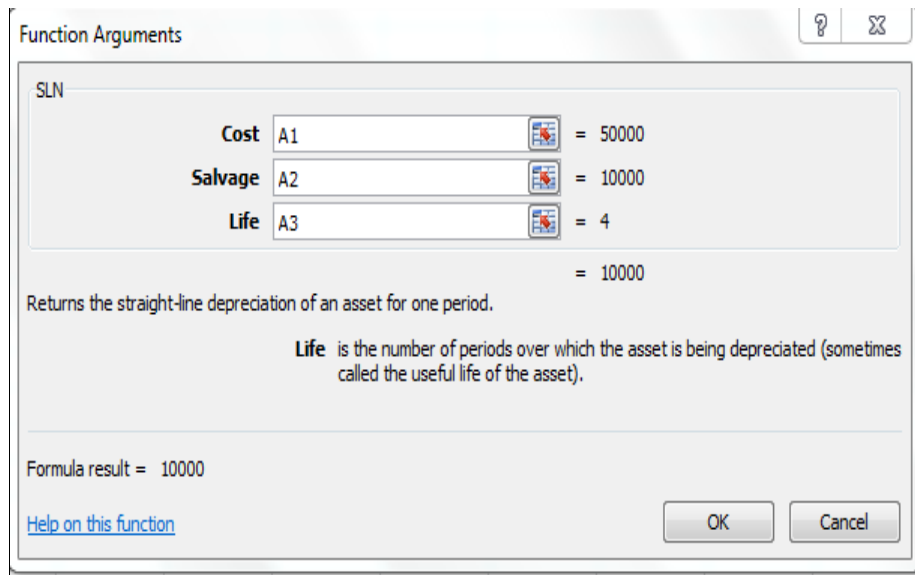 Function Arguments
SLN
Cost A1 = 50000
Salvage A2 = 10000
Life A3 = 4
= 10000
Returns the straight-line depreciation of an asset for one period.
Life is the number of periods over which the asset is being depreciated (sometimes
called the useful life of the asset).
Formula result = 10000
Help on this function
OK Cancel